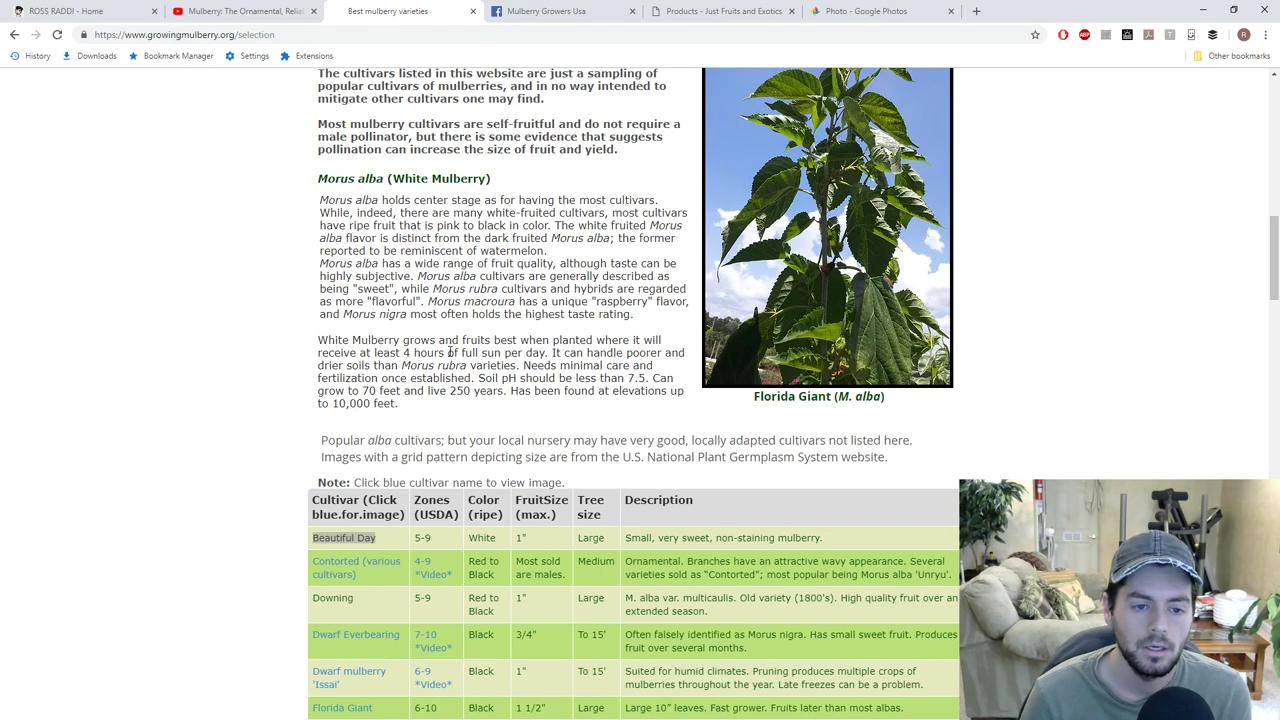 ROSS RADDI - Home
Mulberry: The Ornamental, Relia
Best mulberry varieties
Mulberry Growers Usa
Products - Just Fruits and Exotics
Photo - Google Photos
https://www.growingmulberry.org/selection
History
Downloads
Bookmark Manager
Settings
Extensions
Other bookmarks
The cultivars listed in this website are just a sampling of
popular cultivars of mulberries, and in no way intended to
mitigate other cultivars one may find.
Most mulberry cultivars are self-fruitful and do not require a
male pollinator, but there is some evidence that suggests
pollination can increase the size of fruit and yield.
Morus alba (White Mulberry)
Morus alba holds center stage as for having the most cultivars.
While, indeed, there are many white-fruited cultivars, most cultivars
have ripe fruit that is pink to black in color. The white fruited Morus
alba flavor is distinct from the dark fruited Morus alba; the former
reported to be reminiscent of watermelon.
Morus alba has a wide range of fruit quality, although taste can be
highly subjective. Morus alba cultivars are generally described as
being "sweet", while Morus rubra cultivars and hybrids are regarded
as more "flavorful". Morus macroura has a unique "raspberry" flavor,
and Morus nigra most often holds the highest taste rating.
White Mulberry grows and fruits best when planted where it will
receive at least 4 hours of full sun per day. It can handle poorer and
drier soils than Morus rubra varieties. Needs minimal care and
fertilization once established. Soil pH should be less than 7.5. Can
grow to 70 feet and live 250 years. Has been found at elevations up
to 10,000 feet.
Florida Giant (M. alba)
Popular alba cultivars; but your local nursery may have very good, locally adapted cultivars not listed here.
Images with a grid pattern depicting size are from the U.S. National Plant Germplasm System website.
Note: Click blue cultivar name to view image.
Cultivar (Click blue.for.image) Zones (USDA) Color (ripe) FruitSize (max.) Tree size Description
Beautiful Day 5-9 White 1" Large Small, very sweet, non-staining mulberry.
Contorted (various cultivars) 4-9 *Video* Red to Black Most sold are males. Medium Ornamental. Branches have an attractive wavy appearance. Several varieties sold as “Contorted”; most popular being Morus alba 'Unryu'.
Downing 5-9 Red to Black 1" Large M. alba var. multicaulis. Old variety (1800's). High quality fruit over an extended season.
Dwarf Everbearing 7-10 *Video* Black 3/4" To 15' Often falsely identified as Morus nigra. Has small sweet fruit. Produces fruit over several months.
Dwarf mulberry 'Issai' 6-9 *Video* Black 1" To 15' Suited for humid climates. Pruning produces multiple crops of mulberries throughout the year. Late freezes can be a problem.
Florida Giant 6-10 Black 1 1/2" Large Large 10” leaves. Fast grower. Fruits later than most albas.